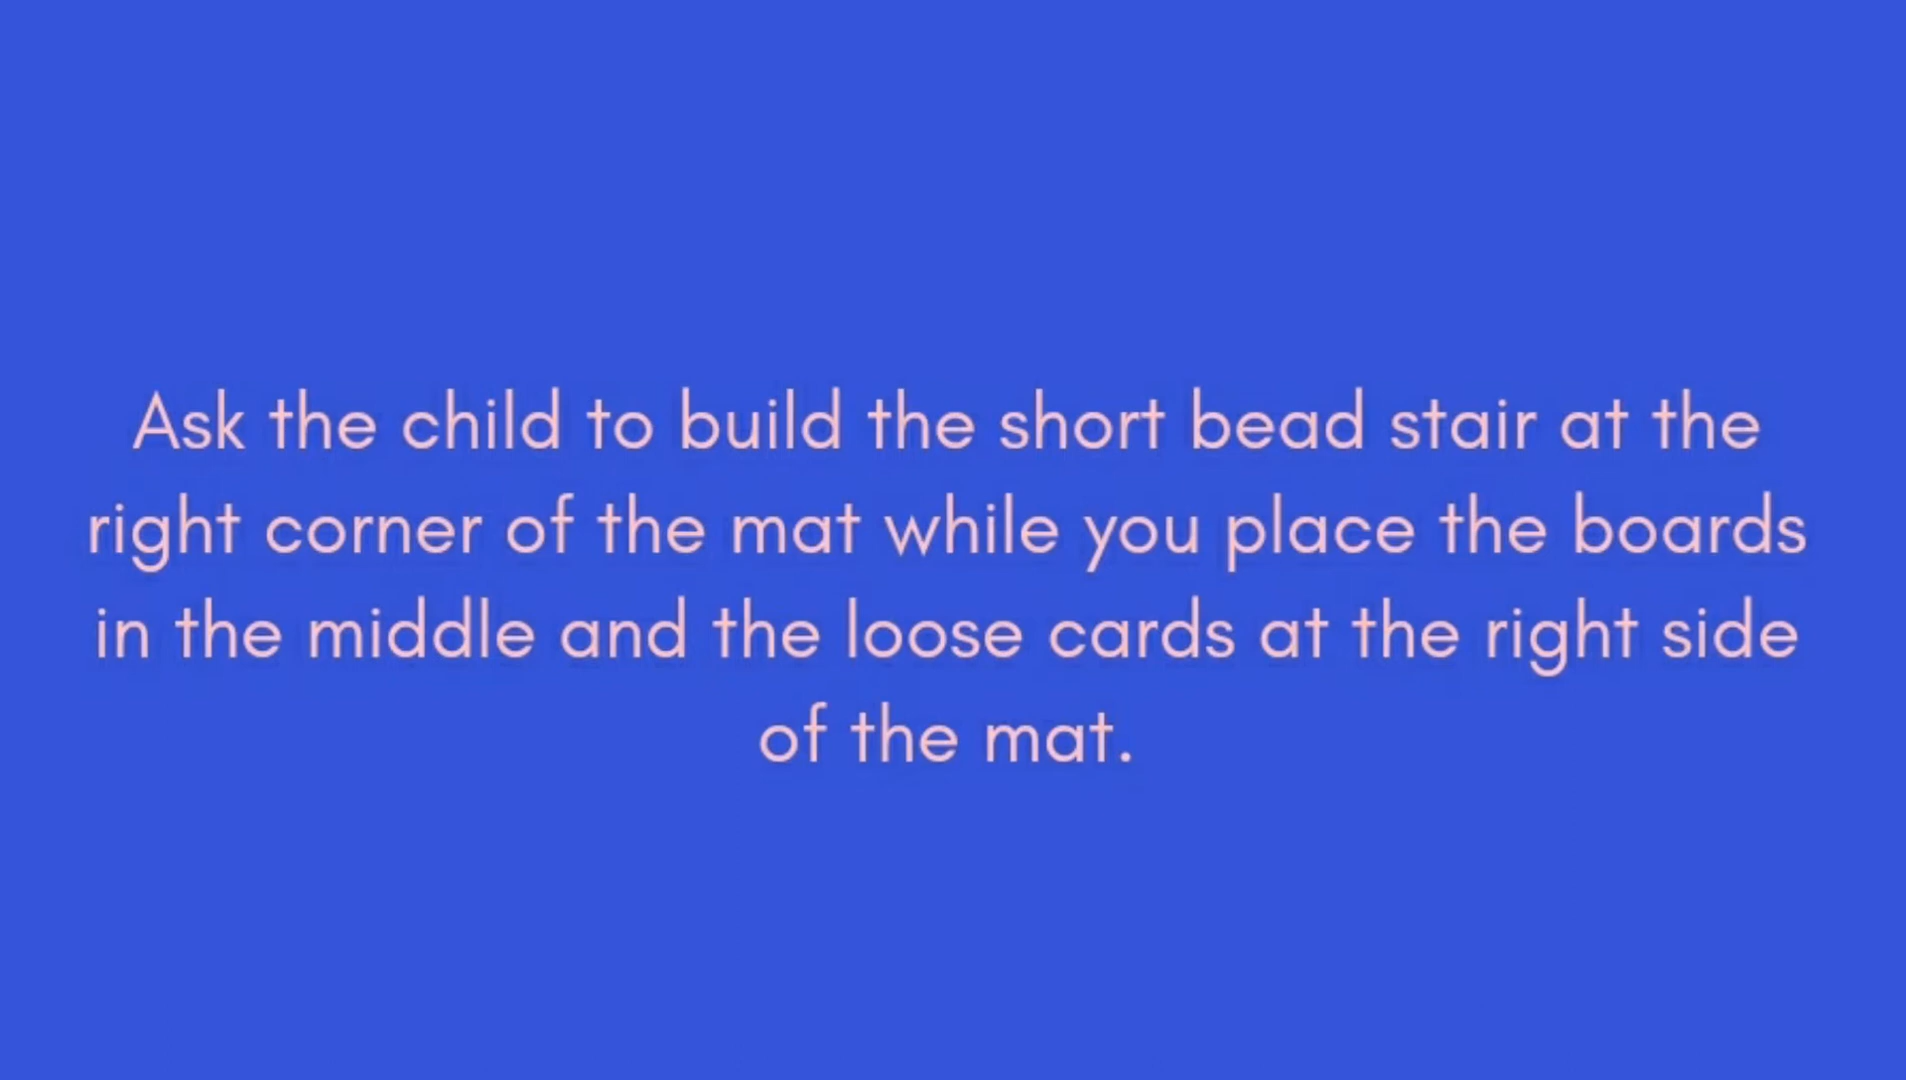 Ask the child to build the short bead stair at the
right corner of the mat while you place the boards
in the middle and the loose cards at the right side
of the mat.